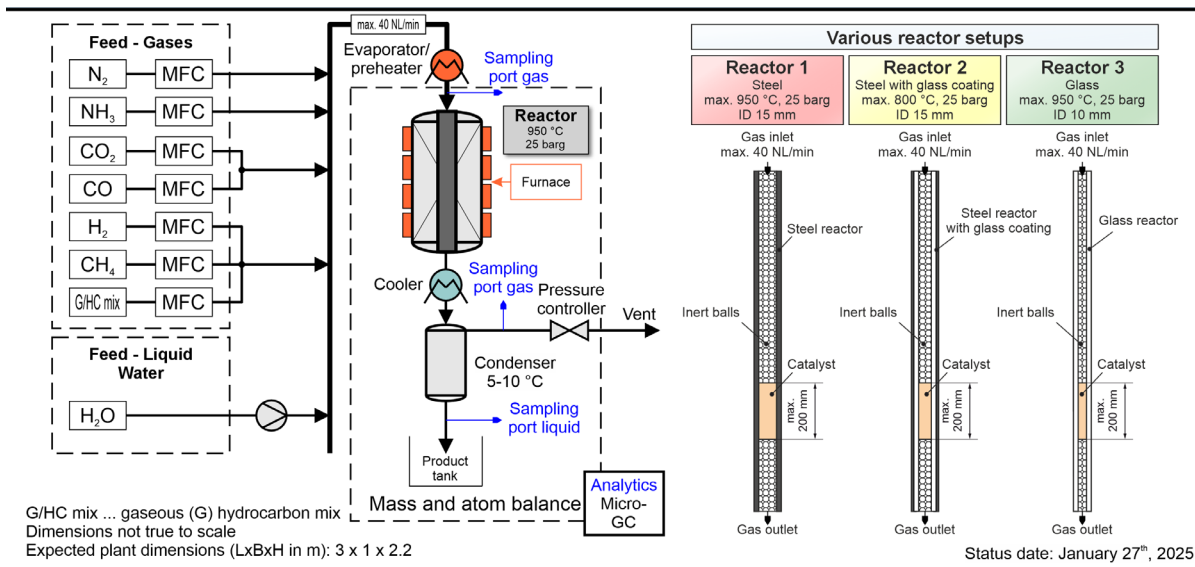 Feed - Gases
N₂
MFC
NH₃
MFC
CO₂
MFC
CO
MFC
H₂
MFC
CH₄
MFC
G/HC mix
MFC
Feed - Liquid
Water
H₂O
max. 40 NL/min
Evaporator/
preheater
Sampling
port gas
Reactor
950 °C
25 barg
Furnace
Cooler
Sampling
port gas
Pressure
controller
Vent
Condenser
5-10 °C
Sampling
port liquid
Product
tank
Mass and atom balance
Analytics
Micro-
GC
G/HC mix ... gaseous (G) hydrocarbon mix
Dimensions not true to scale
Expected plant dimensions (LxBxH in m): 3 x 1 x 2.2
Various reactor setups
Reactor 1
Steel
max. 950 °C, 25 barg
ID 15 mm
Gas inlet
max. 40 NL/min
Steel reactor
Inert balls
Catalyst
max.
200 mm
Gas outlet
Reactor 2
Steel with glass coating
max. 800 °C, 25 barg
ID 15 mm
Gas inlet
max. 40 NL/min
Steel reactor
with glass coating
Inert balls
Catalyst
max.
200 mm
Gas outlet
Reactor 3
Glass
max. 950 °C, 25 barg
ID 10 mm
Gas inlet
max. 40 NL/min
Glass reactor
Inert balls
Catalyst
max.
200 mm
Gas outlet
Status date: January 27th, 2025